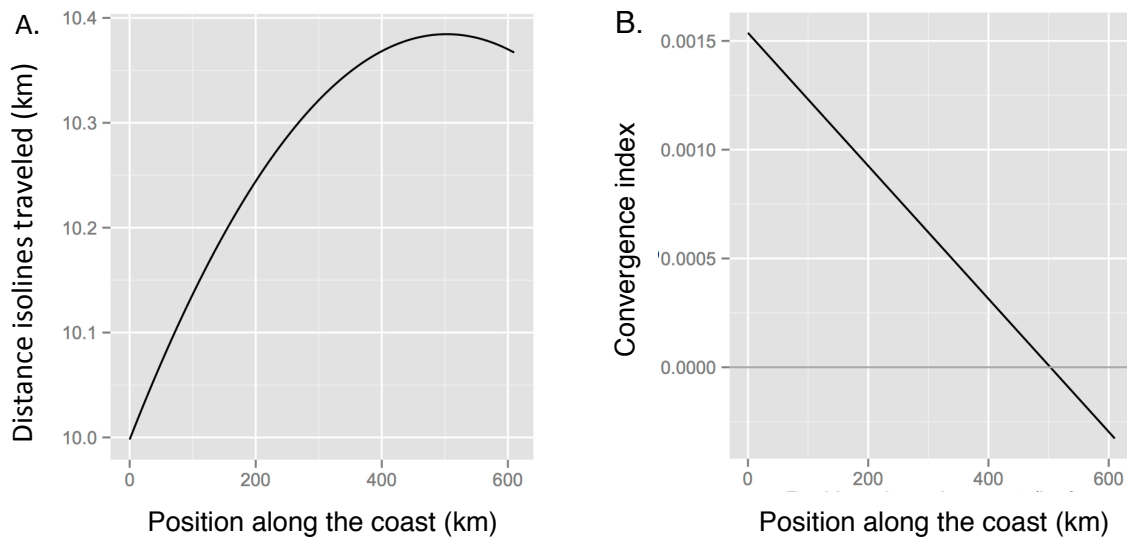 A.
Distance isolines traveled (km)
10.4
10.3
10.2
10.1
10.0
0 200 400 600
Position along the coast (km)
B.
Convergence index
0.0015
0.0010
0.0005
0.0000
0 200 400 600
Position along the coast (km)